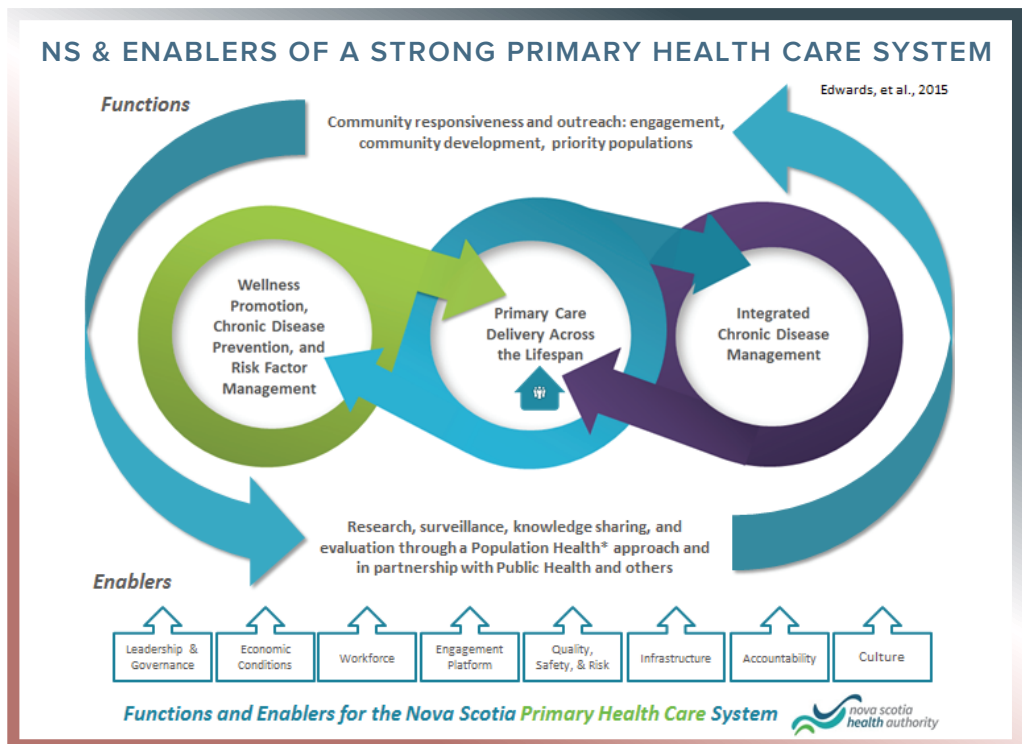 NS & ENABLERS OF A STRONG PRIMARY HEALTH CARE SYSTEM
Edwards, et al., 2015
Functions
Community responsiveness and outreach: engagement,
community development, priority populations
Wellness
Promotion,
Chronic Disease
Prevention, and
Risk Factor
Management
Primary Care
Delivery Across
the Lifespan
Integrated
Chronic Disease
Management
Research, surveillance, knowledge sharing, and
evaluation through a Population Health* approach and
in partnership with Public Health and others
Enablers
Leadership &
Governance
Economic
Conditions
Workforce
Engagement
Platform
Quality,
Safety, & Risk
Infrastructure
Accountability
Culture
Functions and Enablers for the Nova Scotia Primary Health Care System
nova scotia
health authority